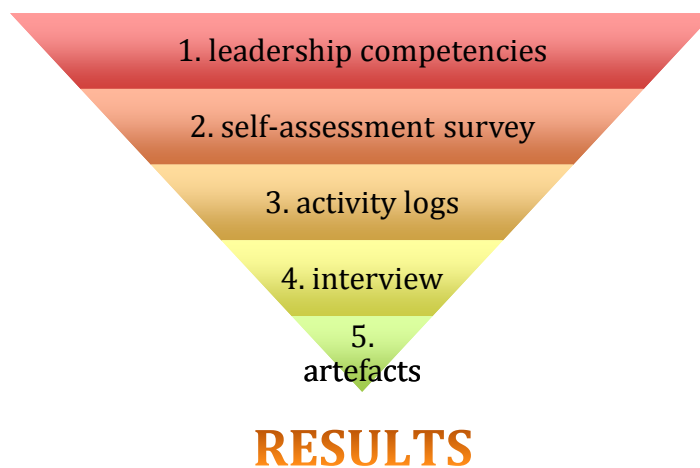 1. leadership competencies
2. self-assessment survey
3. activity logs
4. interview
5.
artefacts
RESULTS